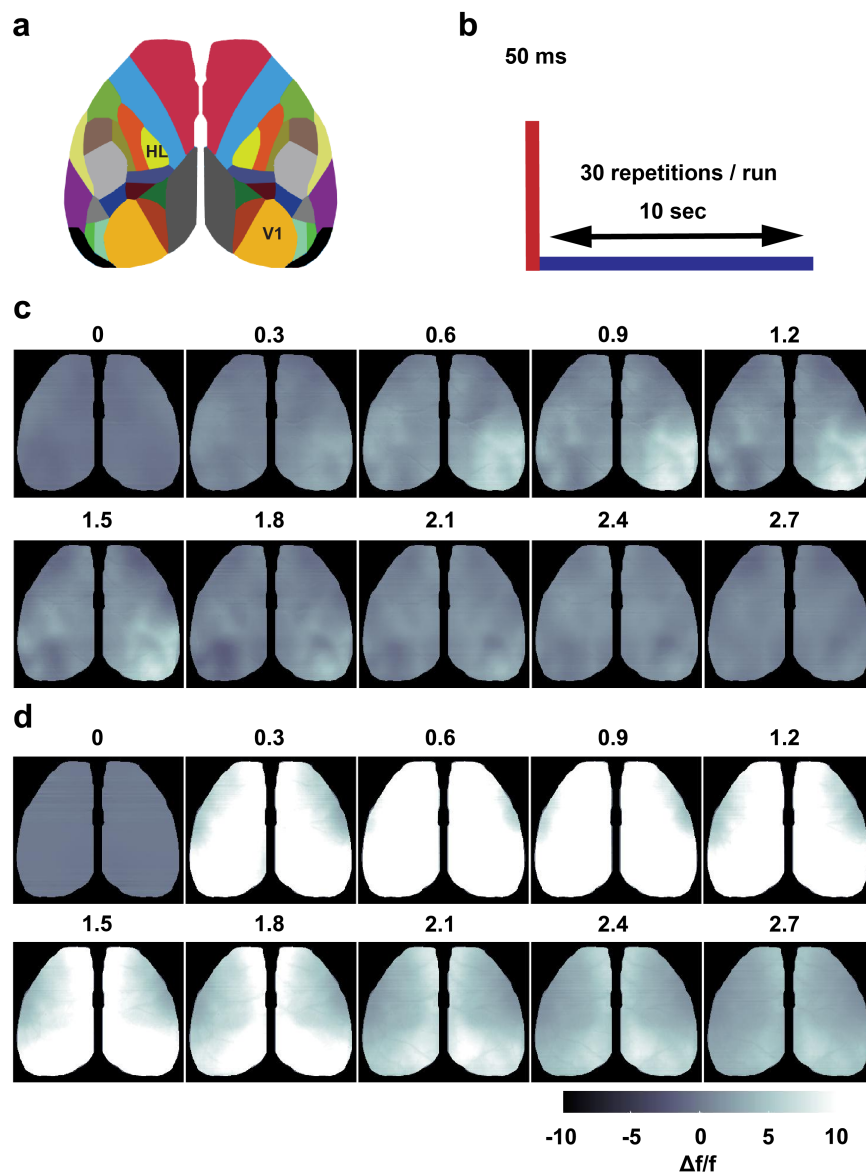 a
b
50 ms
HL
30 repetitions / run
10 sec
V1
c
0 0.3 0.6 0.9 1.2
1.5 1.8 2.1 2.4 2.7
d
0 0.3 0.6 0.9 1.2
1.5 1.8 2.1 2.4 2.7
-10 -5 0 5 10
Δf/f